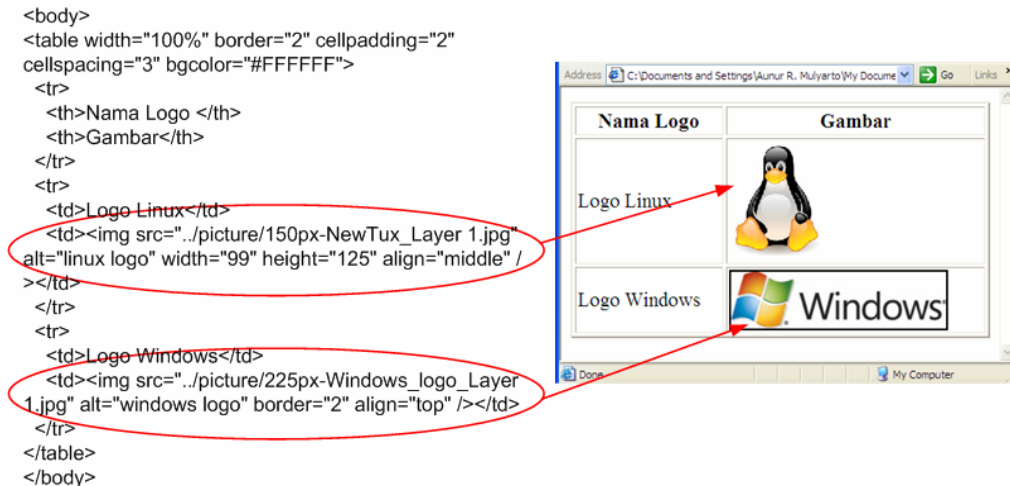 <body>
<table width="100%" border="2" cellpadding="2"
cellspacing="3" bgcolor="#FFFFFF">
<tr>
<th>Nama Logo </th>
<th>Gambar</th>
</tr>
<tr>
<td>Logo Linux</td>
<td><img src="../picture/150px-NewTux_Layer 1.jpg"
alt="linux logo" width="99" height="125" align="middle" /
></td>
</tr>
<tr>
<td>Logo Windows</td>
<td><img src="../picture/225px-Windows_logo_Layer
1.jpg" alt="windows logo" border="2" align="top" /></td>
</tr>
</table>
</body>
Address C:\Documents and Settings\Aunur R. Mulyarto\My Docume Go Links »
Nama Logo Gambar
Logo Linux
Logo Windows Windows
Done My Computer